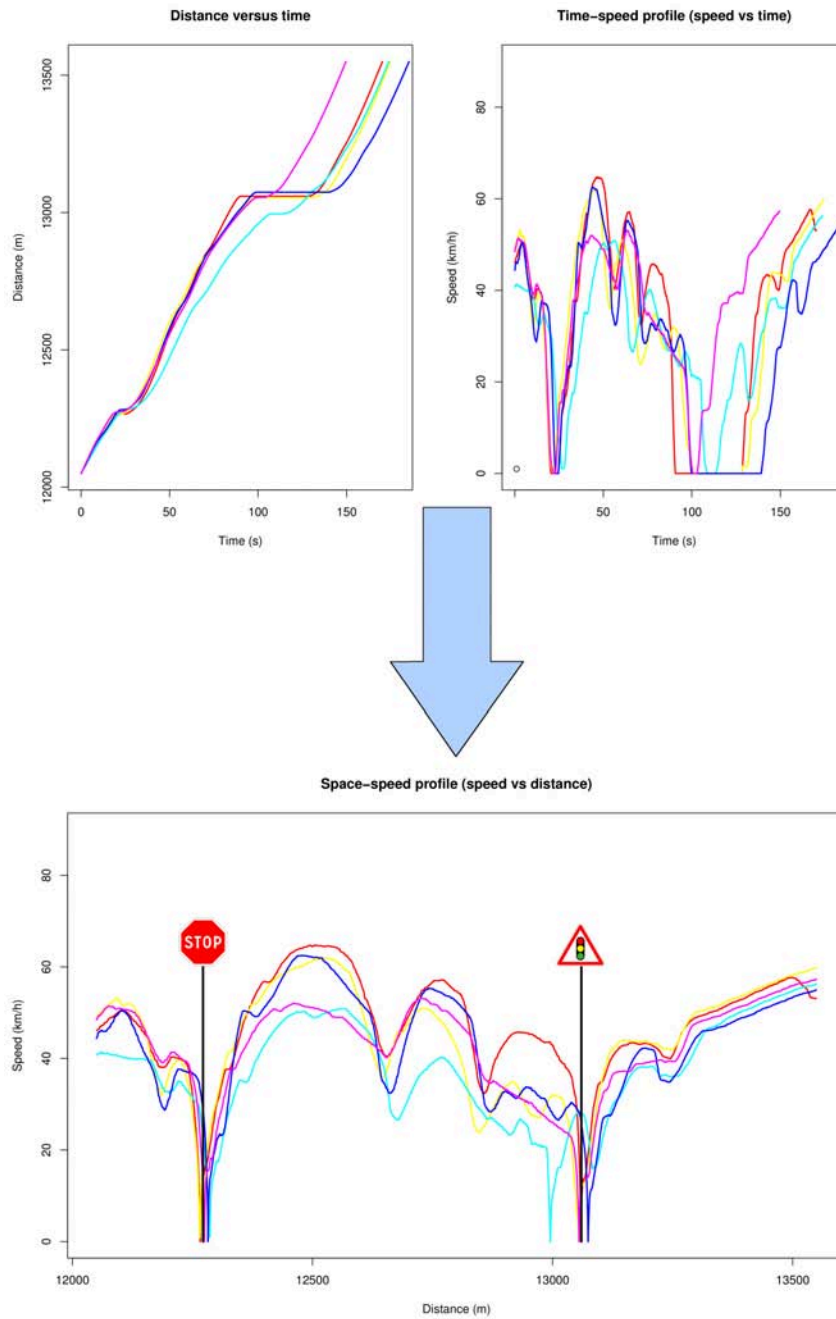 Distance versus time
Distance (m)
12000 12500 13000 13500
0 50 100 150
Time (s)
Time−speed profile (speed vs time)
Speed (km/h)
0 20 40 60 80
50 100 150
Time (s)
Space−speed profile (speed vs distance)
Speed (km/h)
0 20 40 60 80
STOP
12000 12500 13000 13500
Distance (m)